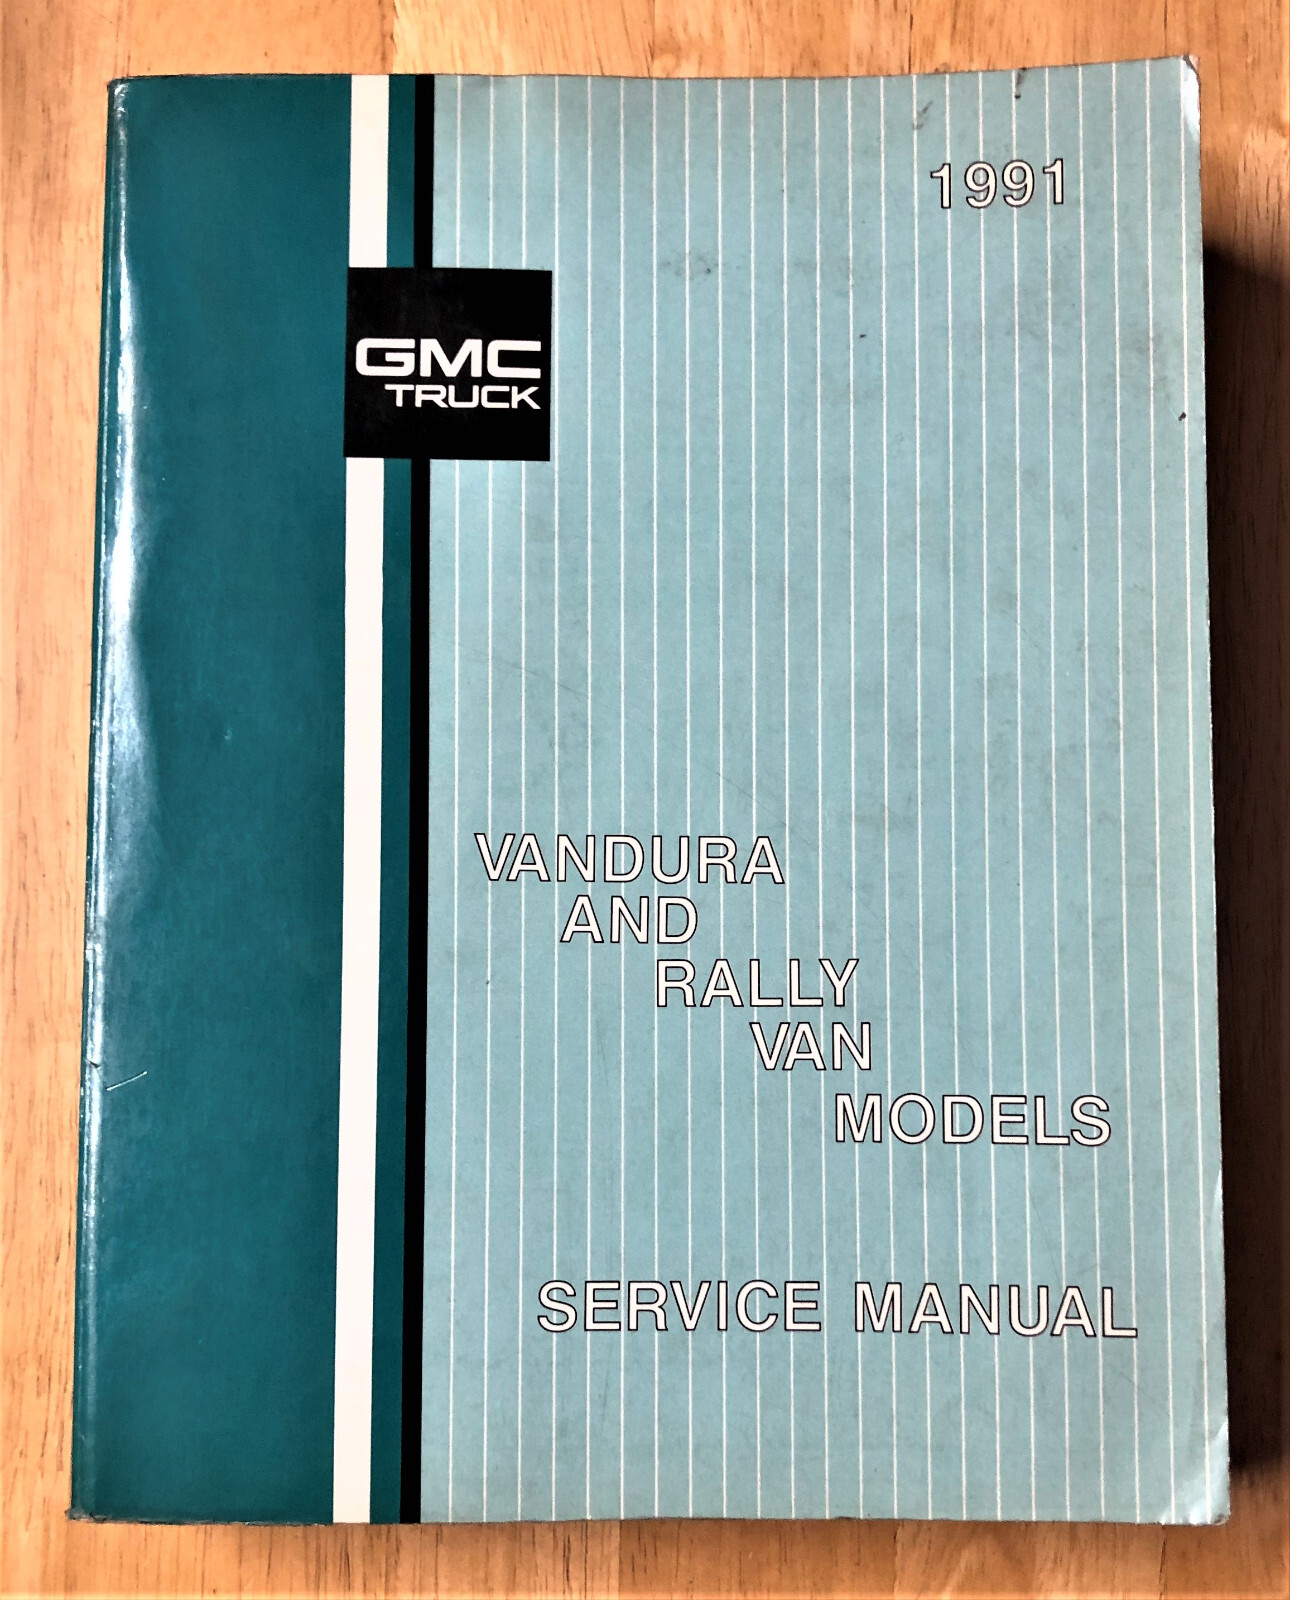 1991
GMC
TRUCK
VANDURA
AND
RALLY
VAN
MODELS
SERVICE MANUAL